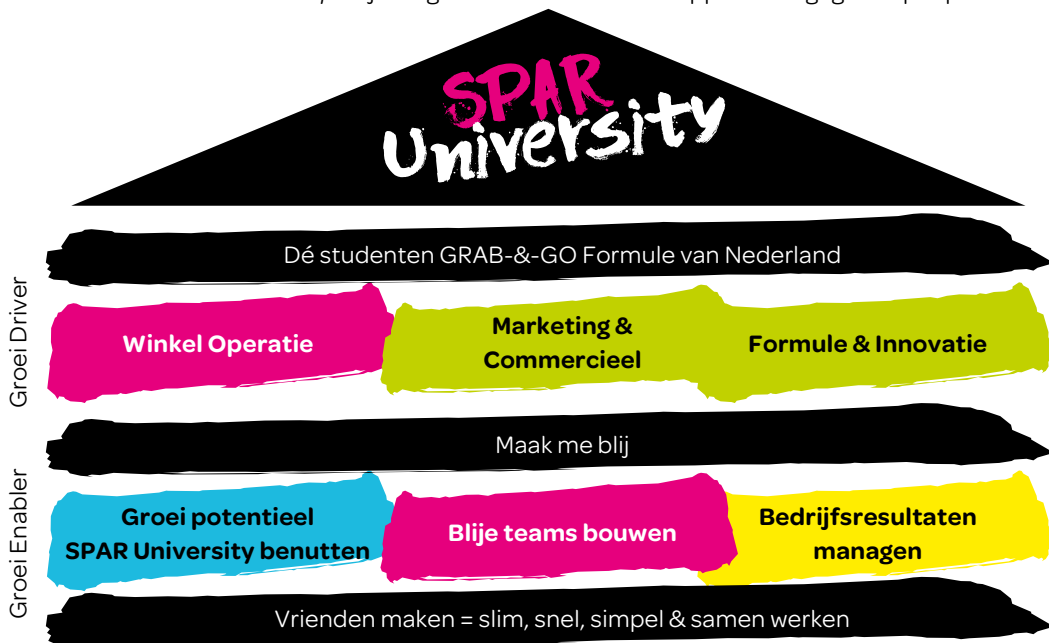 SPAR
University
Dé studenten GRAB-&-GO Formule van Nederland
Groei Driver
Winkel Operatie
Marketing &
Commercieel
Formule & Innovatie
Maak me blij
Groei Enabler
Groei potentieel
SPAR University benutten
Blije teams bouwen
Bedrijfsresultaten
managen
Vrienden maken = slim, snel, simpel & samen werken